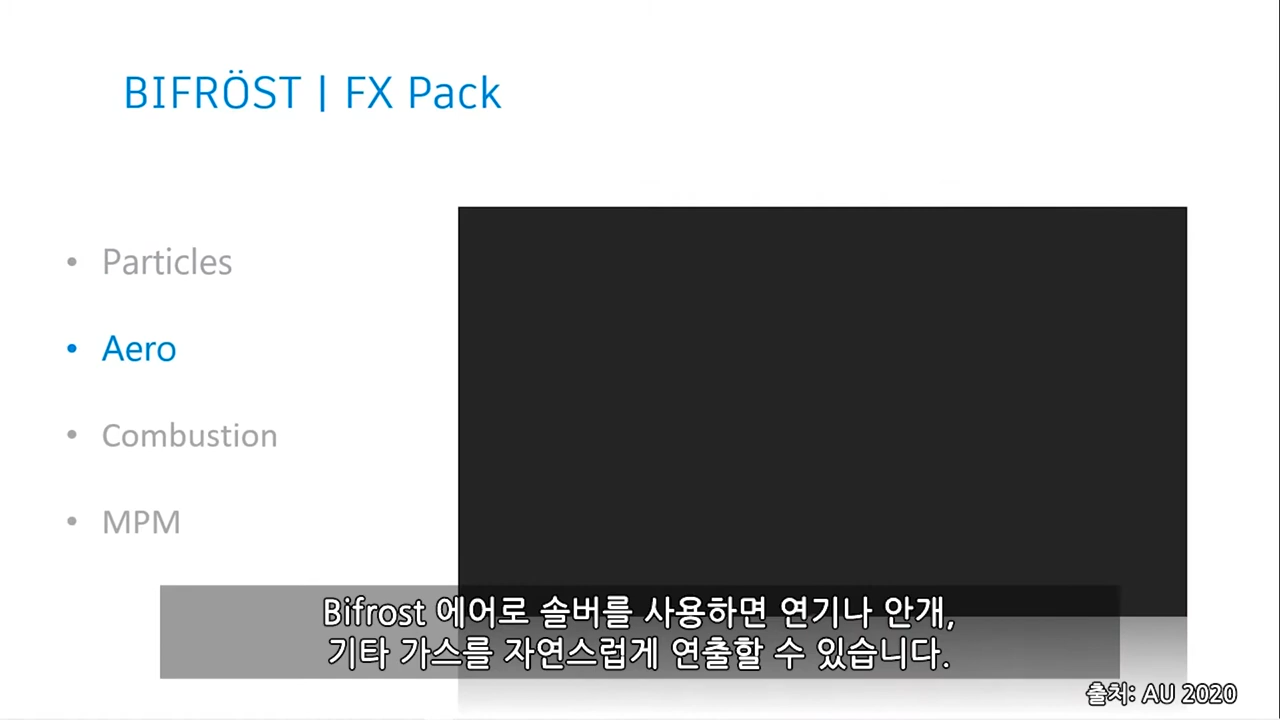 BIFRÖST | FX Pack
• Particles
• Aero
• Combustion
• MPM
Bifrost 에어로 솔버를 사용하면 연기나 안개,
기타 가스를 자연스럽게 연출할 수 있습니다.
출처: AU 2020